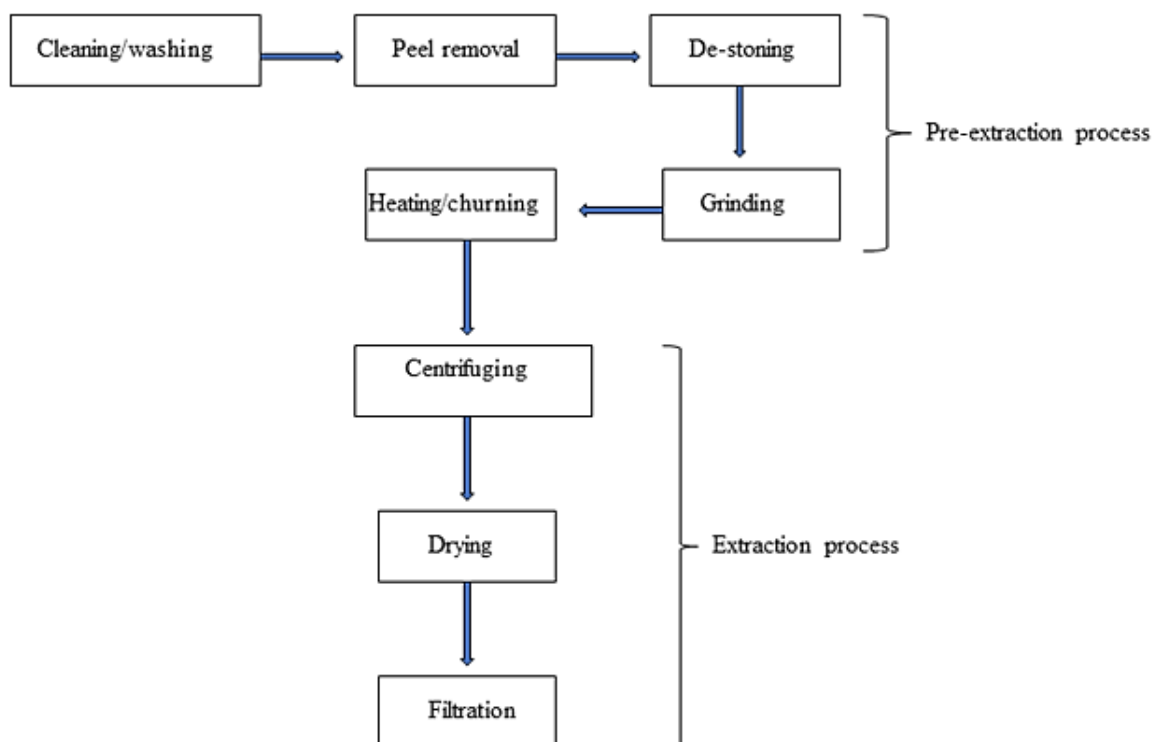 Cleaning/washing
Peel removal
De-stoning
Pre-extraction process
Grinding
Heating/churning
Centrifuging
Drying
Extraction process
Filtration